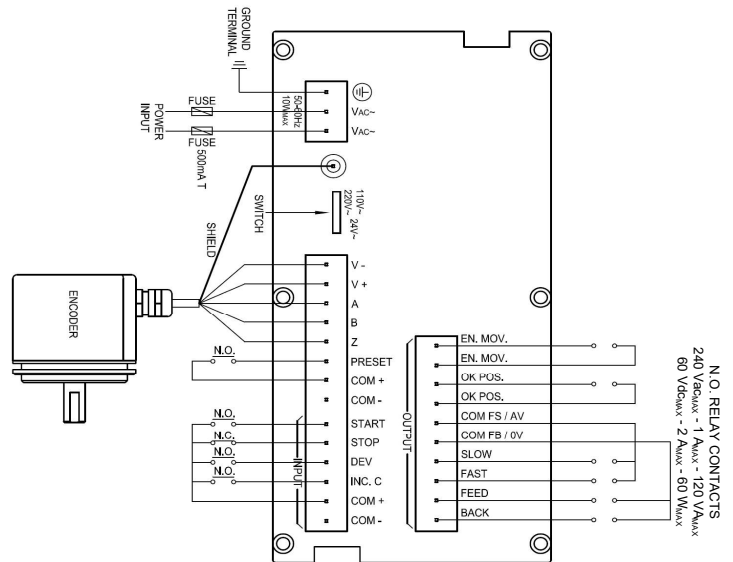 GROUND
TERMINAL
FUSE
FUSE
POWER
INPUT
500mA T
50-60Hz
10WMAX
VAC~
VAC~
110V~
220V~ 24V~
SWITCH
SHIELD
ENCODER
V -
V +
A
B
Z
PRESET
COM +
COM -
START
STOP
DEV
INC. C
COM +
COM -
N.O.
N.O.
N.C.
N.O.
N.O.
INPUT
OUTPUT
EN. MOV.
EN. MOV.
OK POS.
OK POS.
COM FS / AV
COM FB / 0V
SLOW
FAST
FEED
BACK
N.O. RELAY CONTACTS
240 VacMAX - 1 AMAX - 120 VAMAX
60 VdcMAX - 2 AMAX - 60 WMAX